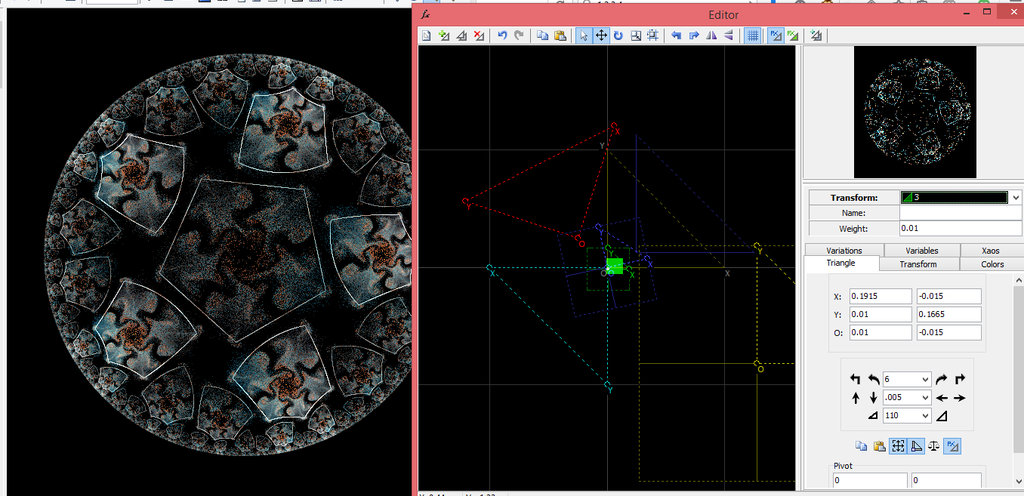 Editor
Transform: 3
Name:
Weight: 0.01
Variations Variables Xaos
Triangle Transform Colors
X: 0.1915 -0.015
Y: 0.01 0.1665
O: 0.01 -0.015
6
.005
110
Pivot
0 0
X
Y
Y
O
Y
X
Y
X
X
X
O
Y
Y
O